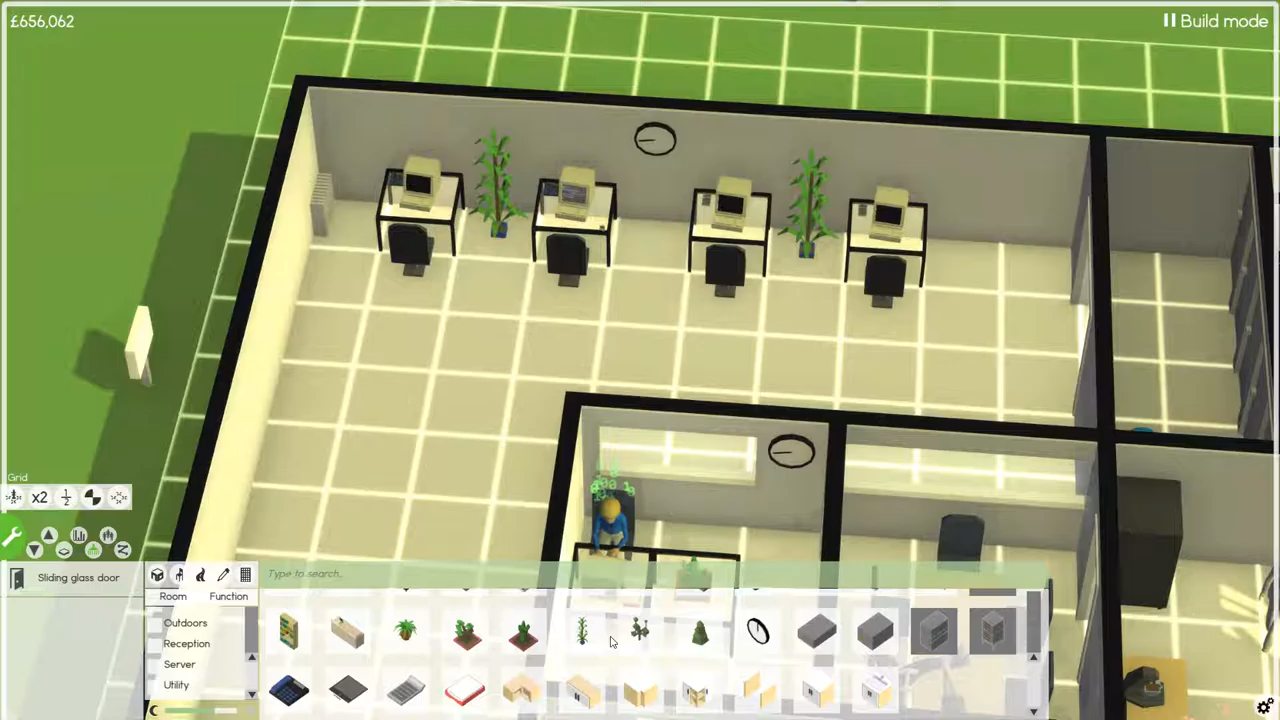 £656,062
Build mode
Grid
x2
Sliding glass door
Type to search...
Room
Function
Outdoors
Reception
Server
Utility